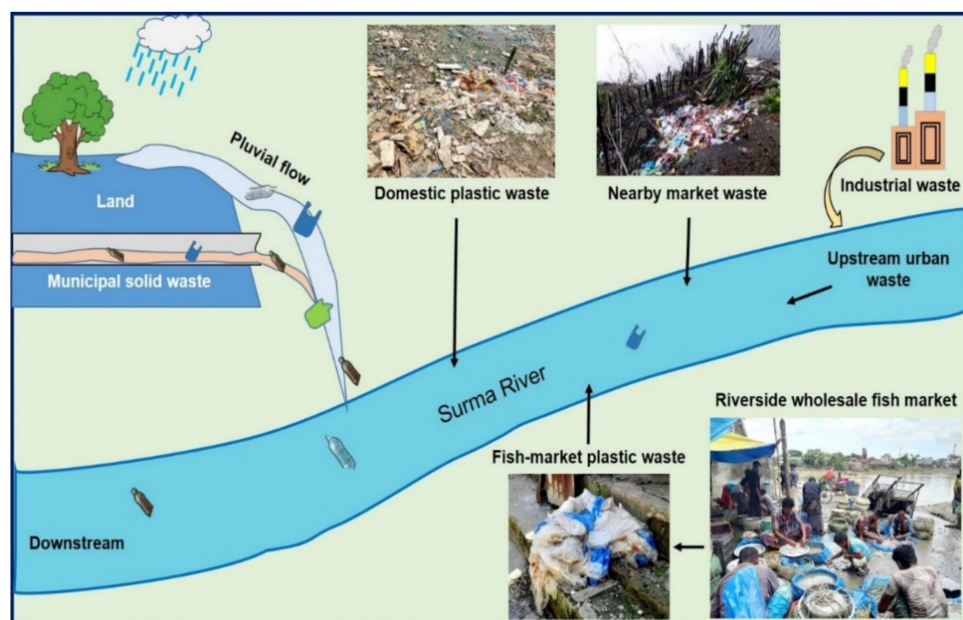 Pluvial flow
Land
Municipal solid waste
Domestic plastic waste
Nearby market waste
Industrial waste
Upstream urban
waste
Surma River
Riverside wholesale fish market
Fish-market plastic waste
Downstream